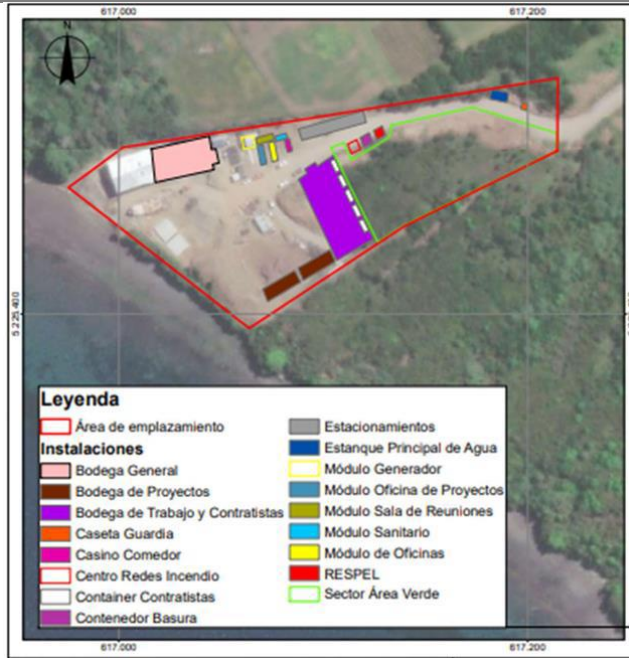 617.000 617.200
N
5.225.400
Leyenda
Área de emplazamiento
Instalaciones
Bodega General
Bodega de Proyectos
Bodega de Trabajo y Contratistas
Caseta Guardia
Casino Comedor
Centro Redes Incendio
Container Contratistas
Contenedor Basura
Estacionamientos
Estanque Principal de Agua
Módulo Generador
Módulo Oficina de Proyectos
Módulo Sala de Reuniones
Módulo Sanitario
Módulo de Oficinas
RESPEL
Sector Área Verde
617.000 617.200